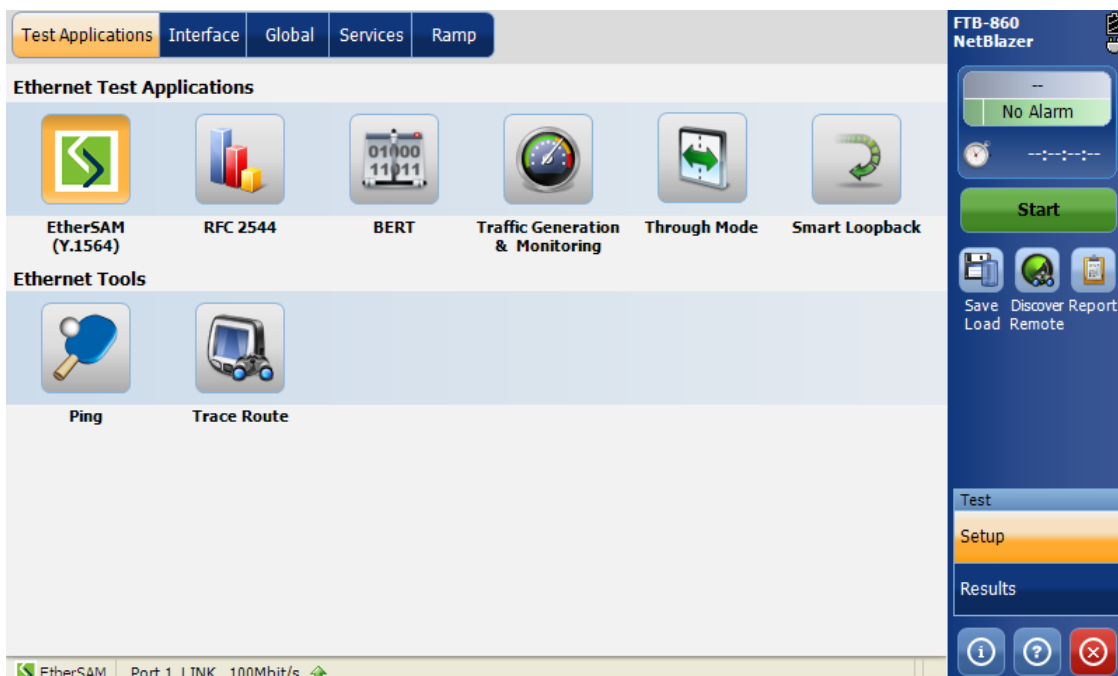 Test Applications Interface Global Services Ramp
Ethernet Test Applications
01000
11011
EtherSAM
(Y.1564)
RFC 2544
BERT
Traffic Generation
& Monitoring
Through Mode
Smart Loopback
Ethernet Tools
Ping
Trace Route
EtherSAM Port 1 LINK 100Mbit/s
FTB-860
NetBlazer
--
No Alarm
--:--:--:--
Start
Save
Load
Discover
Remote
Report
Test
Setup
Results